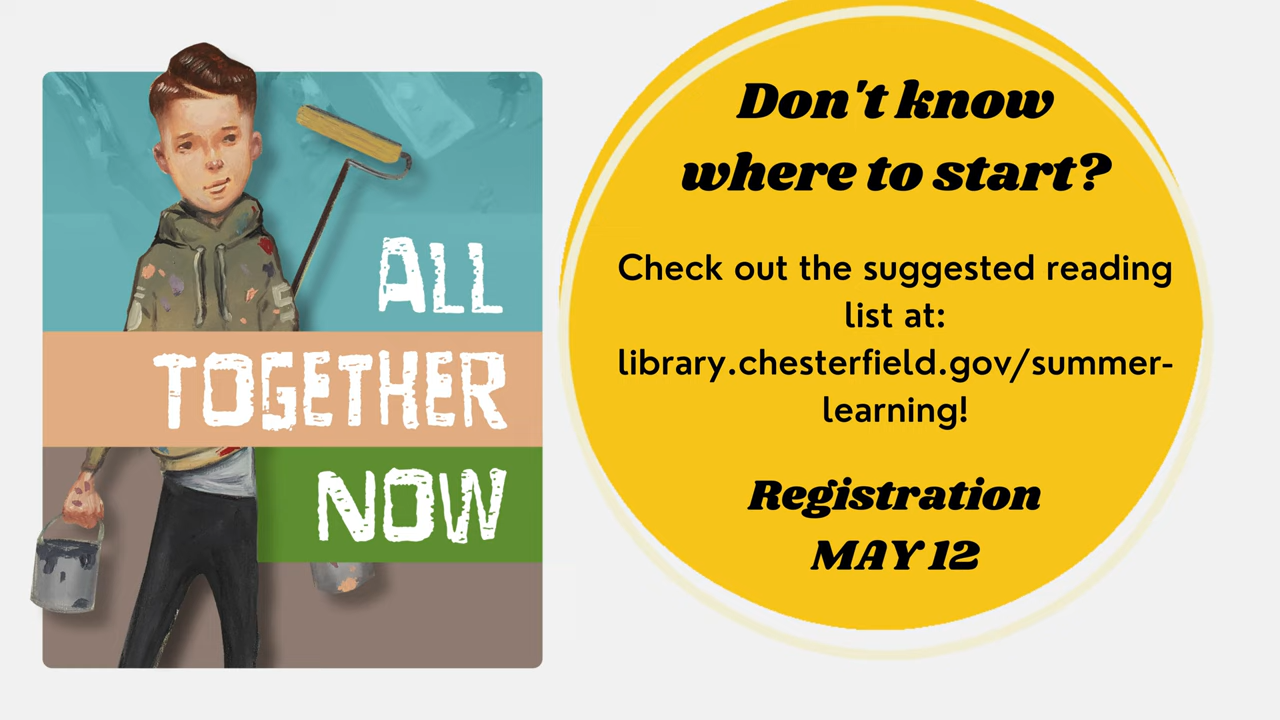 ALL
TOGETHER
NOW
Don't know
where to start?
Check out the suggested reading
list at:
library.chesterfield.gov/summer-
learning!
Registration
MAY 12